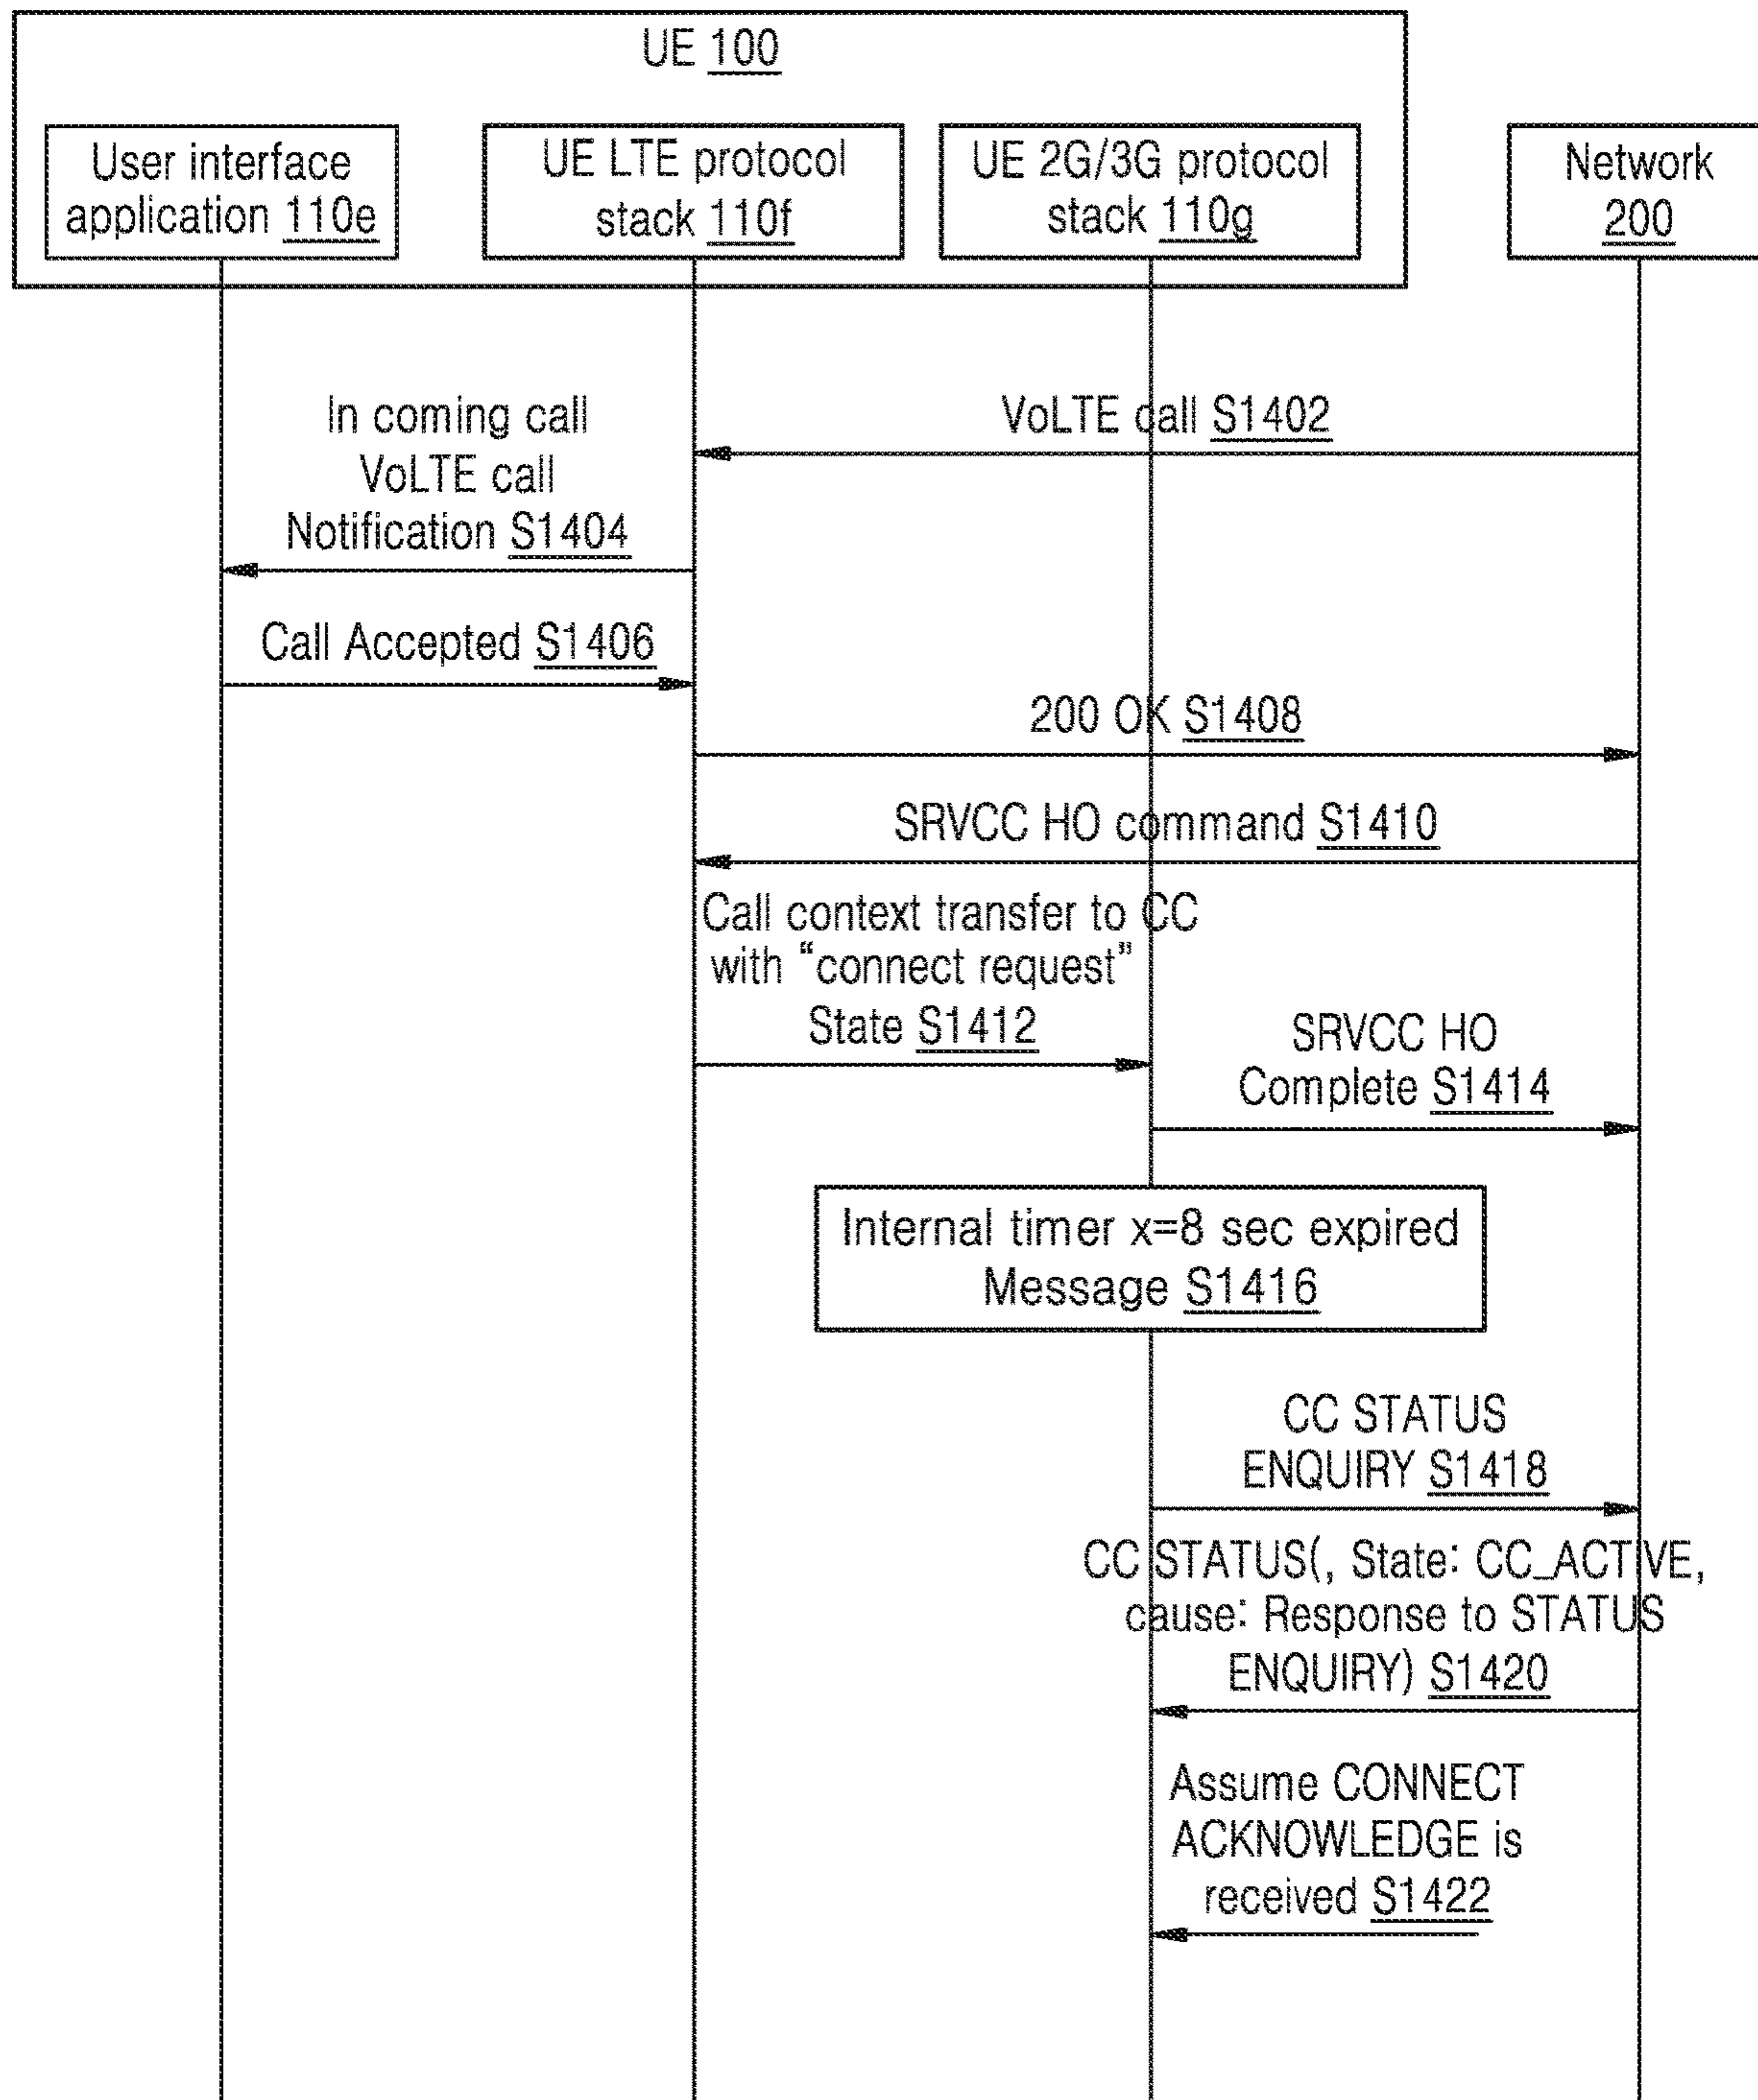 UE 100
User interface
application 110e
UE LTE protocol
stack 110f
UE 2G/3G protocol
stack 110g
Network
200
In coming call
VoLTE call
Notification S1404
VoLTE call S1402
Call Accepted S1406
200 OK S1408
SRVCC HO command S1410
Call context transfer to CC
with “connect request”
State S1412
SRVCC HO
Complete S1414
Internal timer x=8 sec expired
Message S1416
CC STATUS
ENQUIRY S1418
CC STATUS(, State: CC_ACTIVE,
cause: Response to STATUS
ENQUIRY) S1420
Assume CONNECT
ACKNOWLEDGE is
received S1422